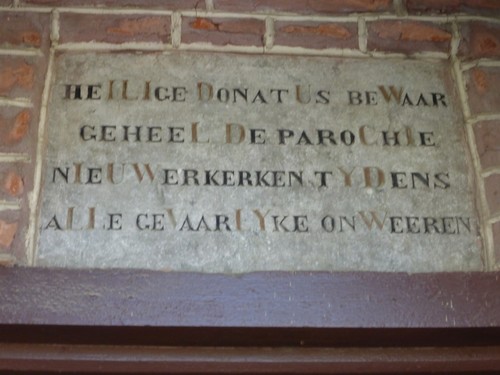 HEILIGE DONATUS BEWAAR
GEHEEL DE PAROCHIE
NIEUWERKERKEN TYDENS
ALLE GEVAARLYKE ONWEEREN